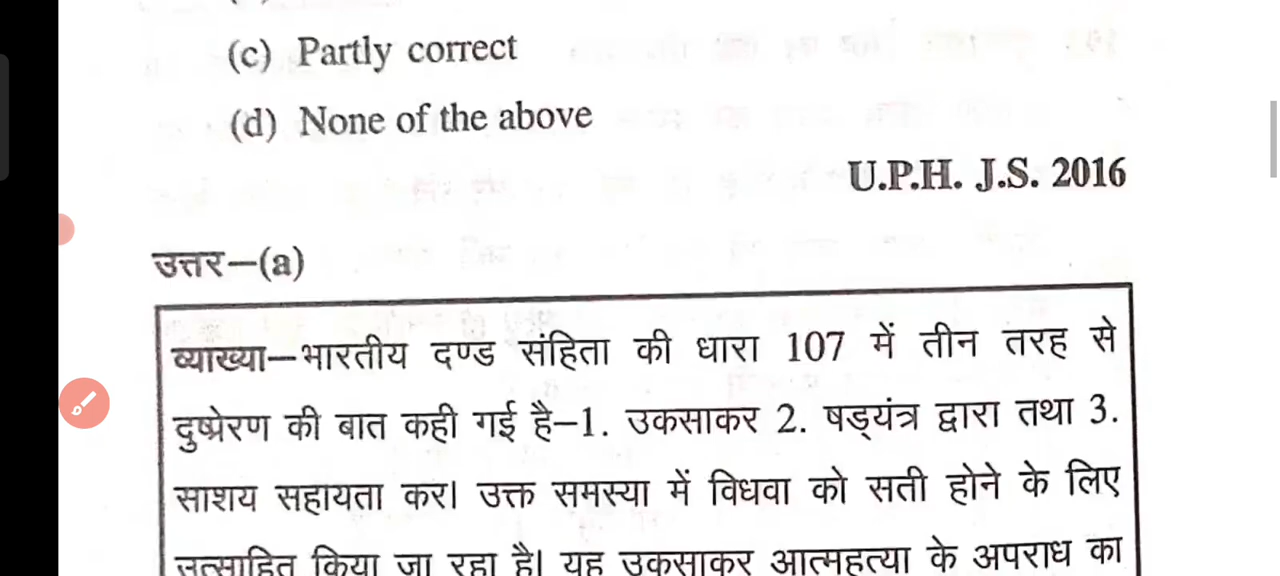 (c) Partly correct
(d) None of the above
U.P.H. J.S. 2016
उत्तर–(a)
व्याख्या–भारतीय दण्ड संहिता की धारा 107 में तीन तरह से
दुष्प्रेरण की बात कही गई है–1. उकसाकर 2. षड्यंत्र द्वारा तथा 3.
साशय सहायता कर। उक्त समस्या में विधवा को सती होने के लिए
उत्साहित किया जा रहा है। यह उकसाकर आत्महत्या के अपराध का